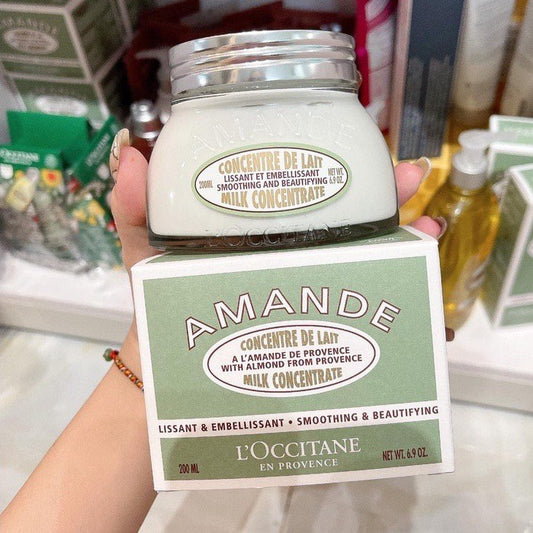 AMANDE
CONCENTRE DE LAIT
LISSANT ET EMBELLISSANT
200ML SMOOTHING AND BEAUTIFYING NET WT. 6.9 OZ.
MILK CONCENTRATE
L'OCCITANE
AMANDE
CONCENTRE DE LAIT
A L'AMANDE DE PROVENCE
WITH ALMOND FROM PROVENCE
MILK CONCENTRATE
LISSANT & EMBELLISSANT • SMOOTHING & BEAUTIFYING
L'OCCITANE
EN PROVENCE
200 ML NET WT. 6.9 OZ.